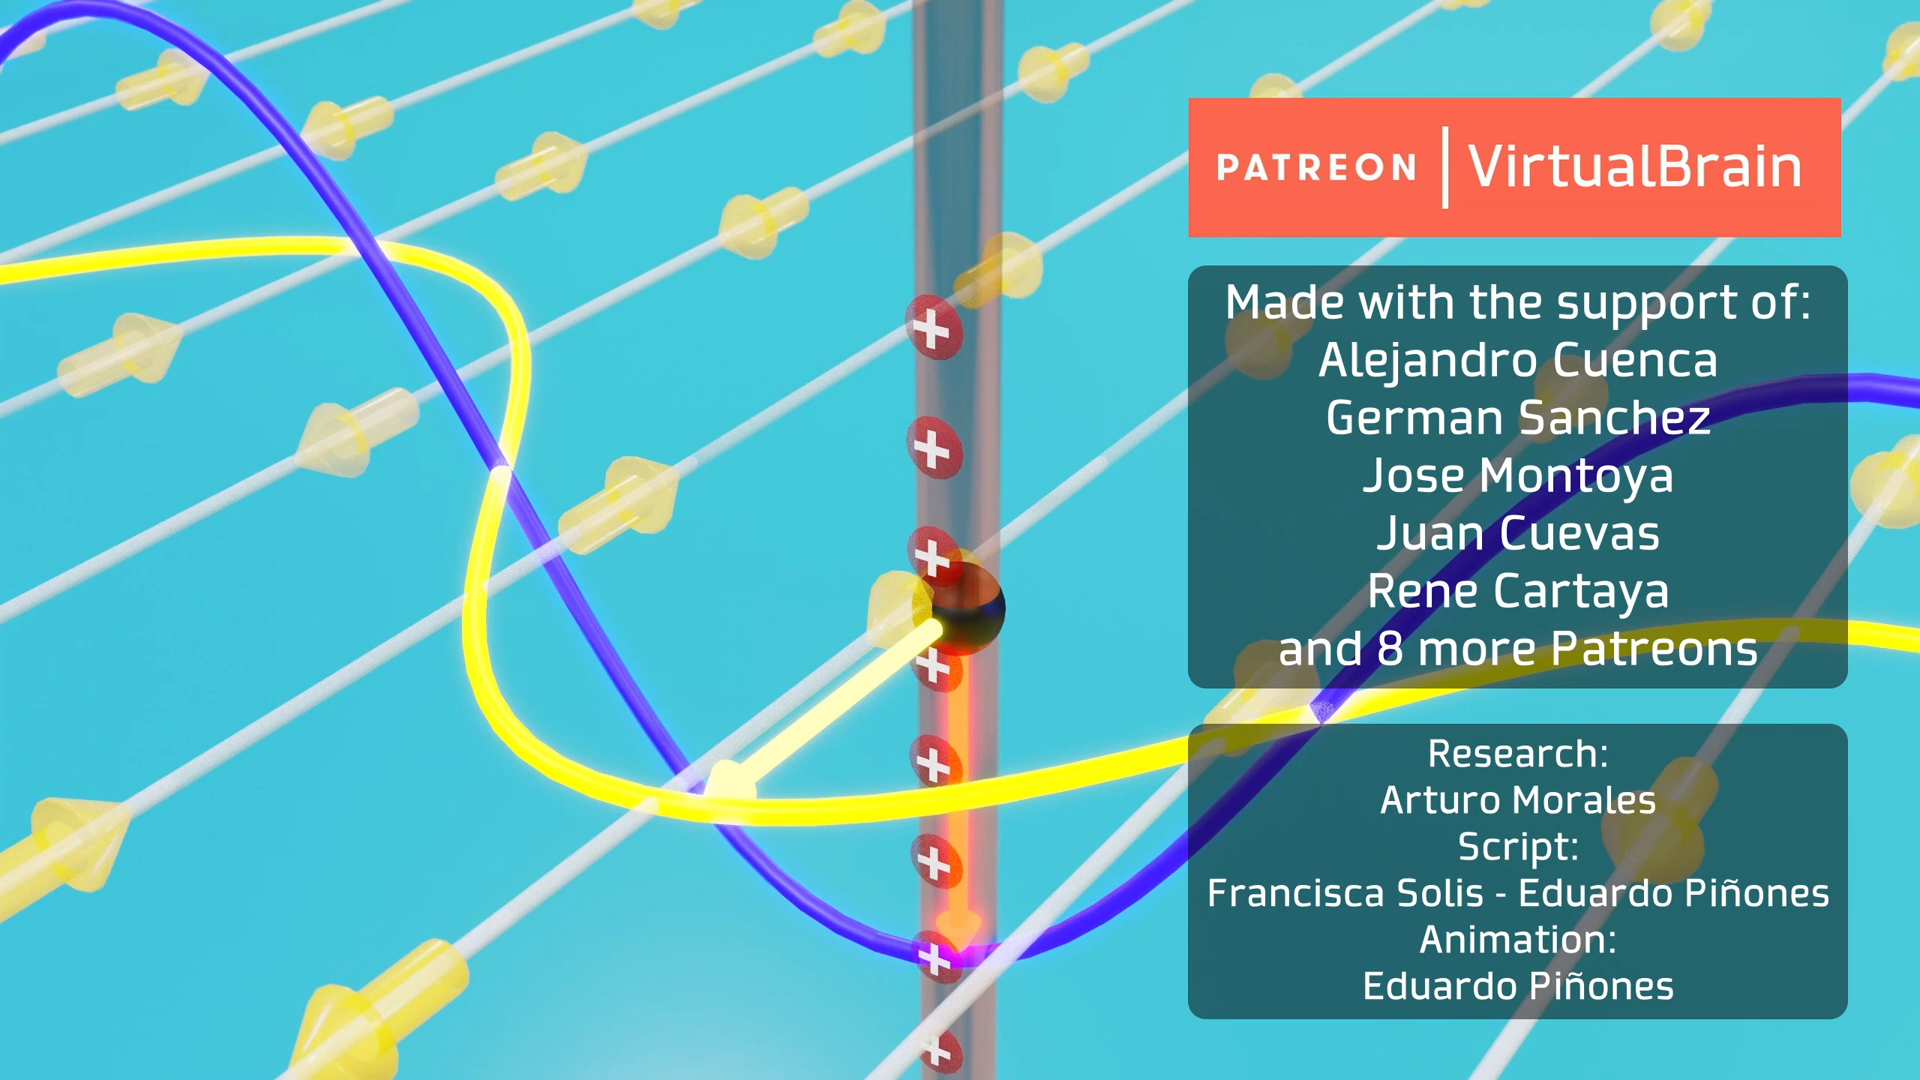 PATREON | VirtualBrain
Made with the support of:
Alejandro Cuenca
German Sanchez
Jose Montoya
Juan Cuevas
Rene Cartaya
and 8 more Patreons
Research:
Arturo Morales
Script:
Francisca Solis - Eduardo Piñones
Animation:
Eduardo Piñones
+
+
+
+
+
+
+
+